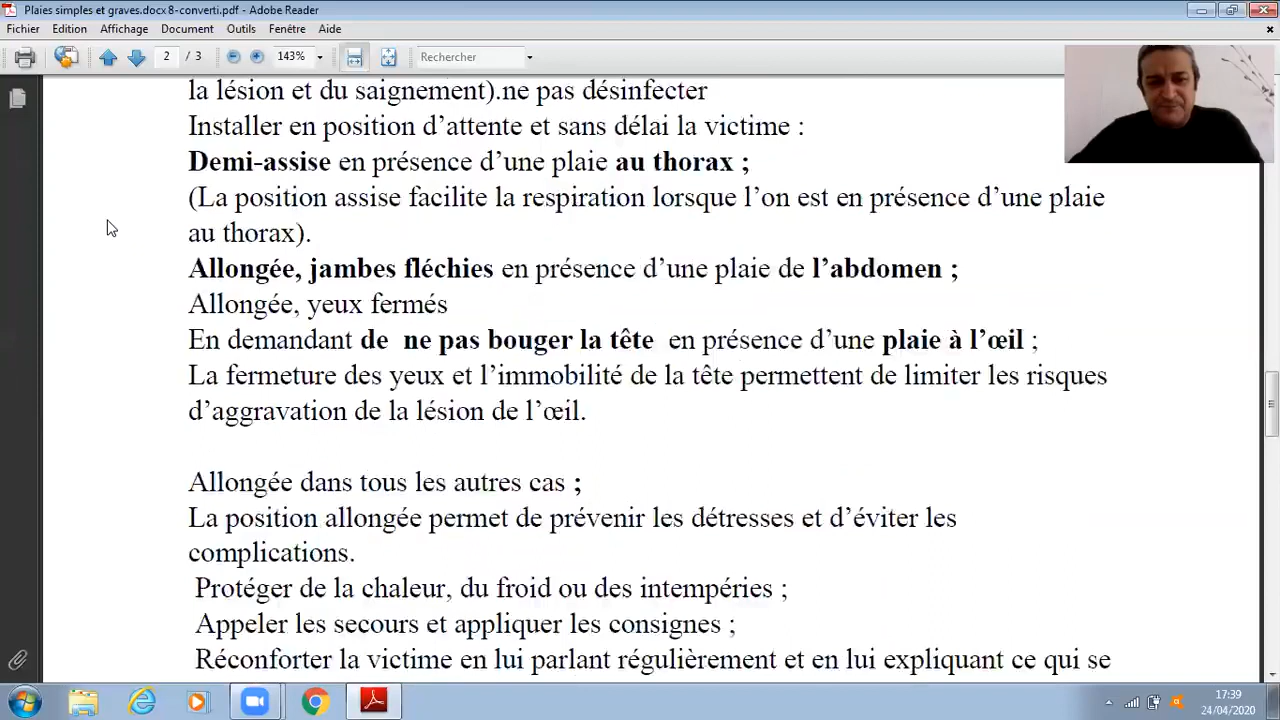 Plaies simples et graves.docx8-converti.pdf - Adobe Reader
Fichier Edition Affichage Document Outils Fenêtre Aide
2 / 3 143% Rechercher
la lésion et du saignement).ne pas désinfecter
Installer en position d’attente et sans délai la victime :
Demi-assise en présence d’une plaie au thorax ;
(La position assise facilite la respiration lorsque l’on est en présence d’une plaie
au thorax).
Allongée, jambes fléchies en présence d’une plaie de l’abdomen ;
Allongée, yeux fermés
En demandant de ne pas bouger la tête en présence d’une plaie à l’œil ;
La fermeture des yeux et l’immobilité de la tête permettent de limiter les risques
d’aggravation de la lésion de l’œil.
Allongée dans tous les autres cas ;
La position allongée permet de prévenir les détresses et d’éviter les
complications.
Protéger de la chaleur, du froid ou des intempéries ;
Appeler les secours et appliquer les consignes ;
Réconforter la victime en lui parlant régulièrement et en lui expliquant ce qui se
17:39
24/04/2020